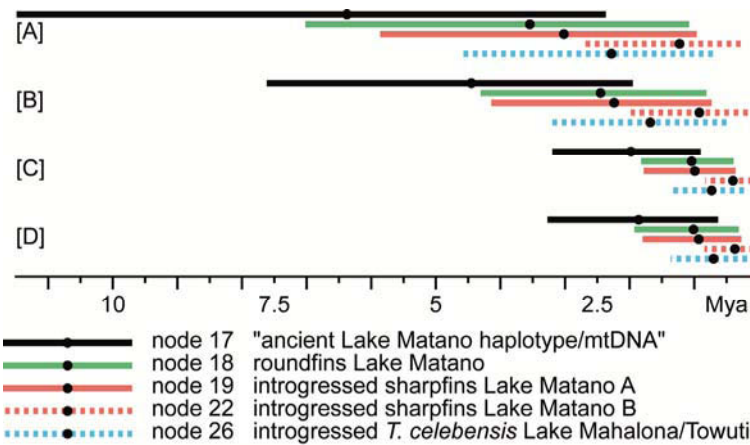 [A]
[B]
[C]
[D]
10 7.5 5 2.5 Mya
node 17 "ancient Lake Matano haplotype/mtDNA"
node 18 roundfins Lake Matano
node 19 introgressed sharpfins Lake Matano A
node 22 introgressed sharpfins Lake Matano B
node 26 introgressed T. celebensis Lake Mahalona/Towuti